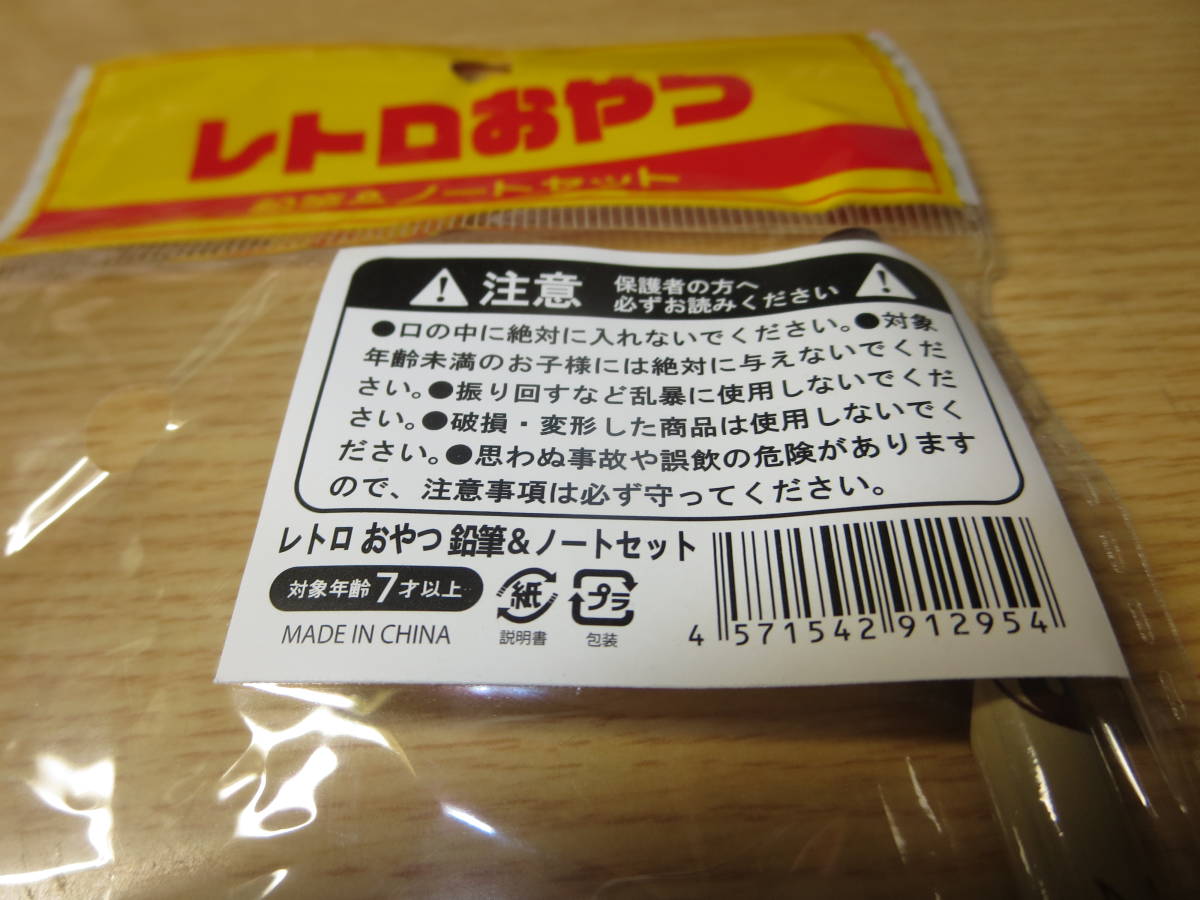 レトロおやつ
鉛筆&ノートセット
注意
保護者の方へ
必ずお読みください
●口の中に絶対に入れないでください。●対象
年齢未満のお子様には絶対に与えないでくだ
さい。●振り回すなど乱暴に使用しないでくだ
さい。●破損・変形した商品は使用しないでく
ださい。●思わぬ事故や誤飲の危険があります
ので、注意事項は必ず守ってください。
レトロ おやつ 鉛筆&ノートセット
対象年齢7才以上
MADE IN CHINA
紙
説明書
プラ
包装
4 571542 912954